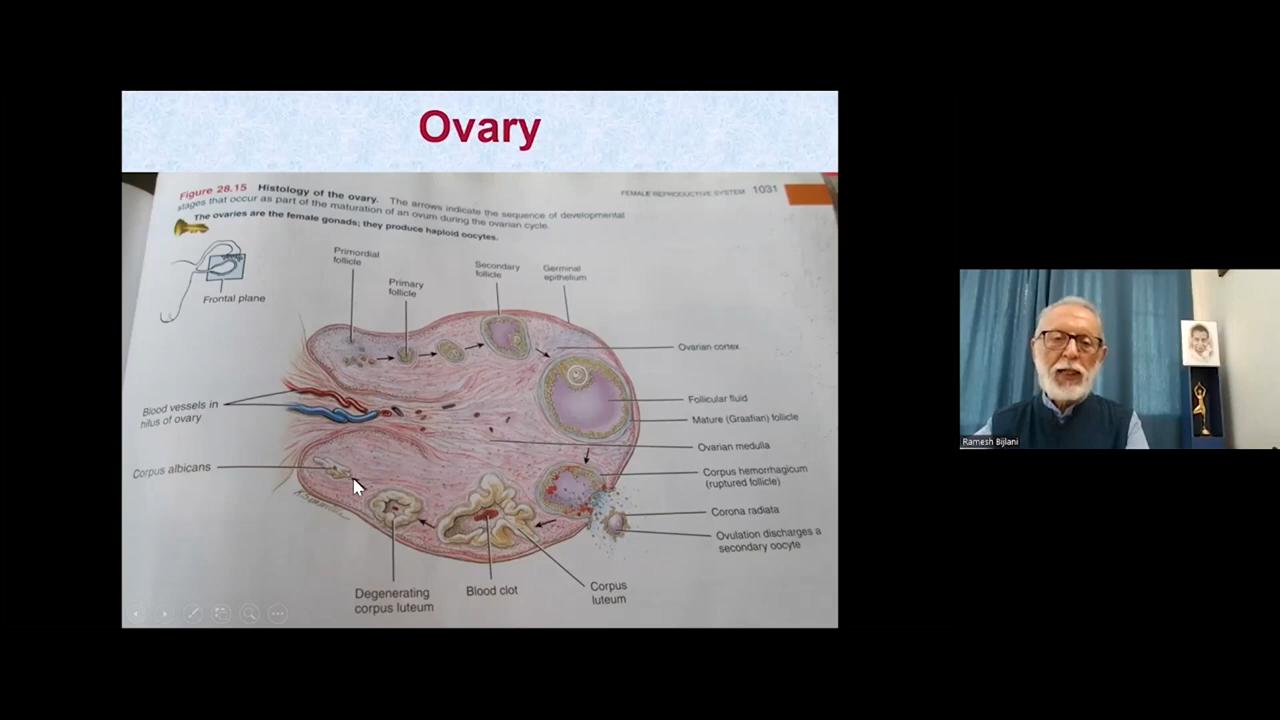 Ovary
Figure 28.15 Histology of the ovary. The arrows indicate the sequence of developmental
stages that occur as part of the maturation of an ovum during the ovarian cycle.
FEMALE REPRODUCTIVE SYSTEM 1031
The ovaries are the female gonads; they produce haploid oocytes.
Primordial
follicle
Primary
follicle
Secondary
follicle
Germinal
epithelium
Frontal plane
Ovarian cortex
Follicular fluid
Mature (Graafian) follicle
Blood vessels in
hilus of ovary
Ovarian medulla
Corpus albicans
Corpus hemorrhagicum
(ruptured follicle)
Corona radiata
Ovulation discharges a
secondary oocyte
Degenerating
corpus luteum
Blood clot
Corpus
luteum
Ramesh Bijlani